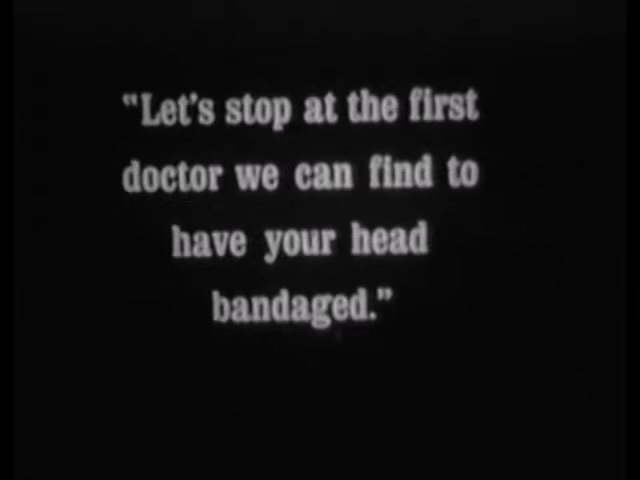 "Let's stop at the first
doctor we can find to
have your head
bandaged."